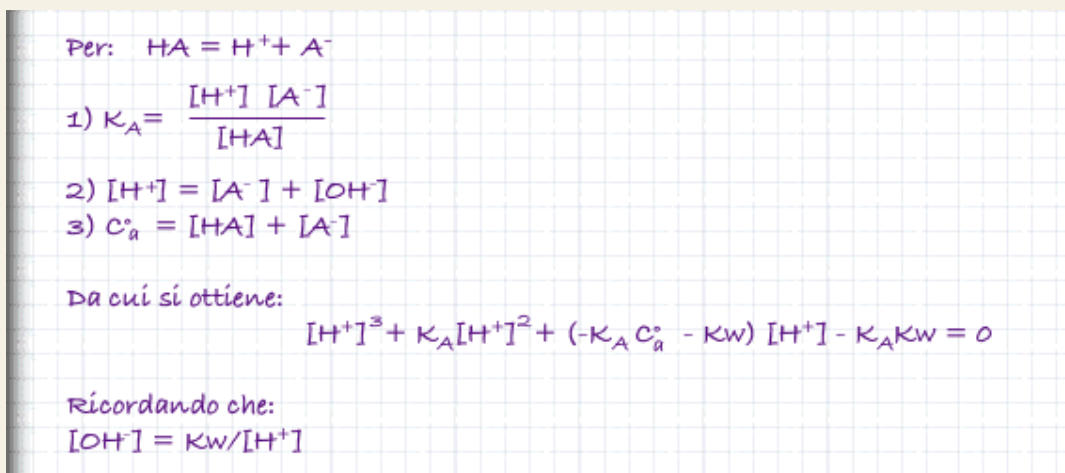 Per: HA = H⁺ + A⁻
1) K_A = [H⁺] [A⁻] / [HA]
2) [H⁺] = [A⁻] + [OH⁻]
3) C°ₐ = [HA] + [A⁻]
Da cui si ottiene:
[H⁺]³ + K_A[H⁺]² + (-K_A C°ₐ - Kw) [H⁺] - K_AKw = 0
Ricordando che:
[OH⁻] = Kw/[H⁺]